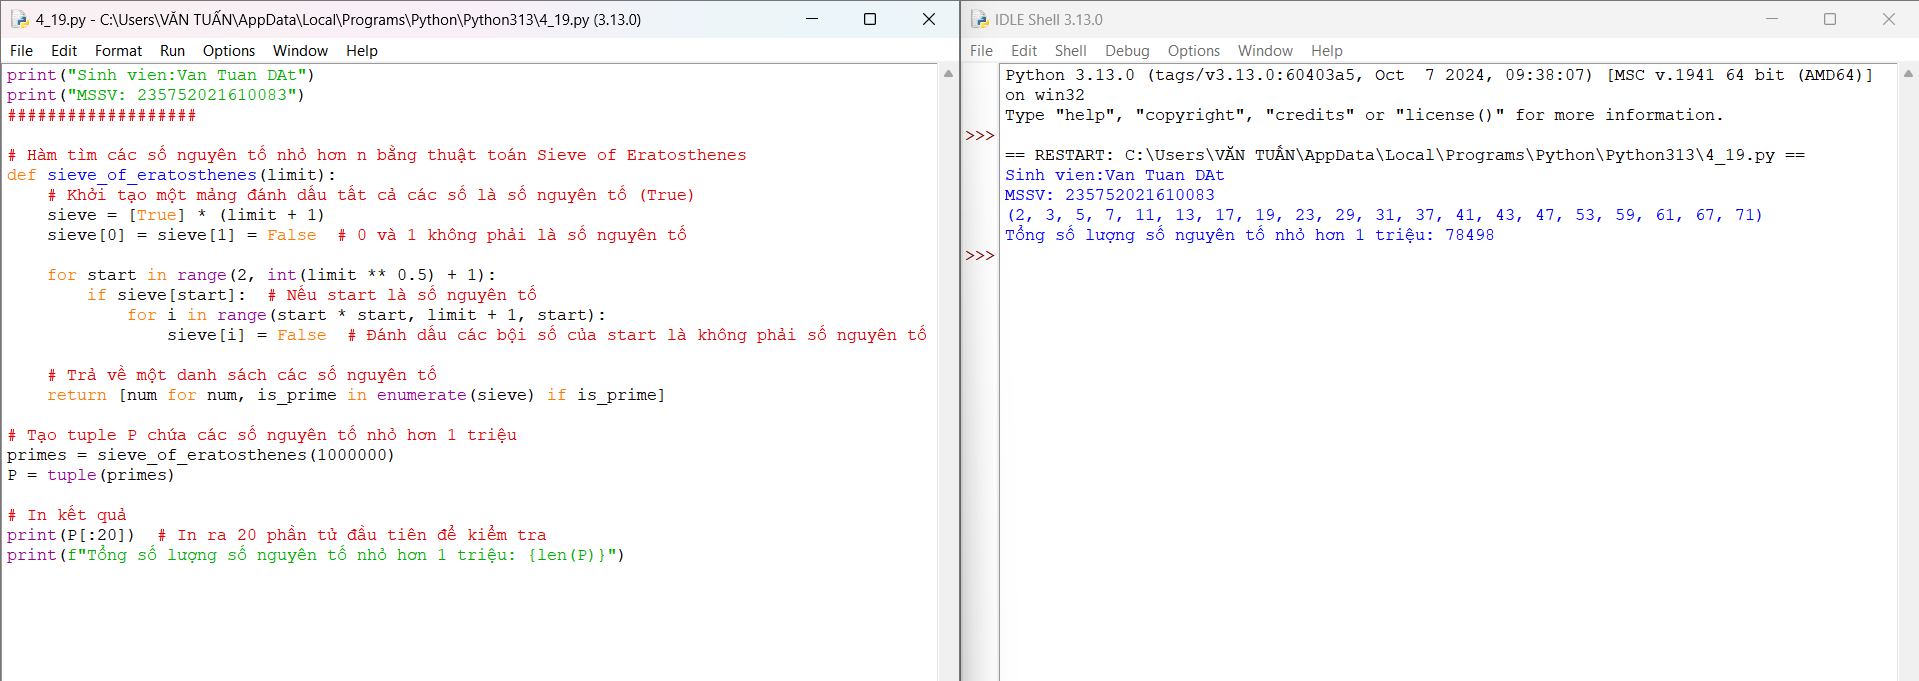 4_19.py - C:\Users\VĂN TUẤN\AppData\Local\Programs\Python\Python313\4_19.py (3.13.0)
File Edit Format Run Options Window Help
print("Sinh vien:Van Tuan DAt")
print("MSSV: 235752021610083")
###################
# Hàm tìm các số nguyên tố nhỏ hơn n bằng thuật toán Sieve of Eratosthenes
def sieve_of_eratosthenes(limit):
    # Khởi tạo một mảng đánh dấu tất cả các số là số nguyên tố (True)
    sieve = [True] * (limit + 1)
    sieve[0] = sieve[1] = False  # 0 và 1 không phải là số nguyên tố
    for start in range(2, int(limit ** 0.5) + 1):
        if sieve[start]:  # Nếu start là số nguyên tố
            for i in range(start * start, limit + 1, start):
                sieve[i] = False  # Đánh dấu các bội số của start là không phải số nguyên tố
    # Trả về một danh sách các số nguyên tố
    return [num for num, is_prime in enumerate(sieve) if is_prime]
# Tạo tuple P chứa các số nguyên tố nhỏ hơn 1 triệu
primes = sieve_of_eratosthenes(1000000)
P = tuple(primes)
# In kết quả
print(P[:20])  # In ra 20 phần tử đầu tiên để kiểm tra
print(f"Tổng số lượng số nguyên tố nhỏ hơn 1 triệu: {len(P)}")
IDLE Shell 3.13.0
File Edit Shell Debug Options Window Help
Python 3.13.0 (tags/v3.13.0:60403a5, Oct  7 2024, 09:38:07) [MSC v.1941 64 bit (AMD64)]
on win32
Type "help", "copyright", "credits" or "license()" for more information.
>>>
== RESTART: C:\Users\VĂN TUẤN\AppData\Local\Programs\Python\Python313\4_19.py ==
Sinh vien:Van Tuan DAt
MSSV: 235752021610083
(2, 3, 5, 7, 11, 13, 17, 19, 23, 29, 31, 37, 41, 43, 47, 53, 59, 61, 67, 71)
Tổng số lượng số nguyên tố nhỏ hơn 1 triệu: 78498
>>>